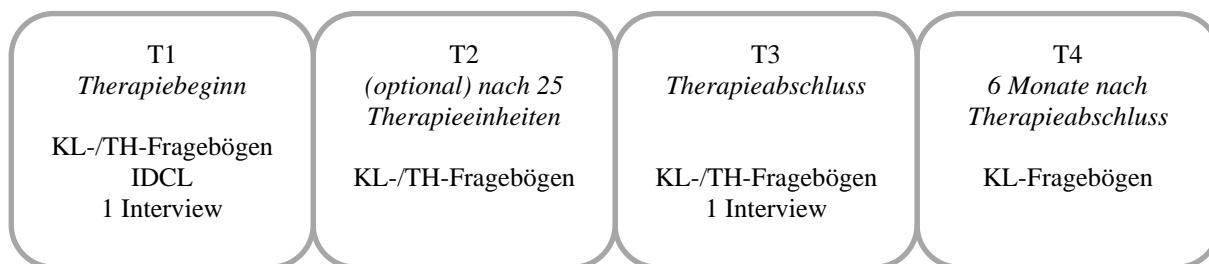 T1
Therapiebeginn
KL-/TH-Fragebögen
IDCL
1 Interview
T2
(optional) nach 25
Therapieeinheiten
KL-/TH-Fragebögen
T3
Therapieabschluss
KL-/TH-Fragebögen
1 Interview
T4
6 Monate nach
Therapieabschluss
KL-Fragebögen